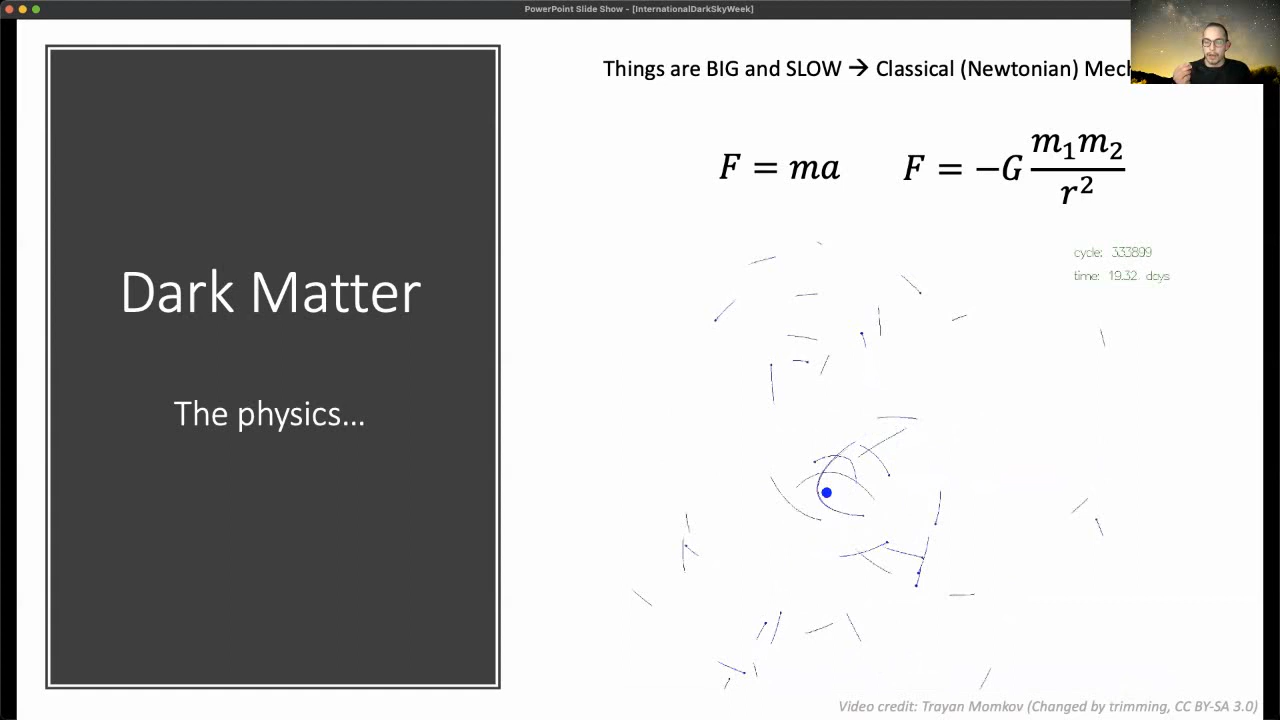 PowerPoint Slide Show - [InternationalDarkSkyWeek]
Things are BIG and SLOW → Classical (Newtonian) Mech
F = ma
F = −G m₁m₂ / r²
cycle: 333899
time: 19.32 days
Dark Matter
The physics...
Video credit: Trayan Momkov (Changed by trimming, CC BY-SA 3.0)